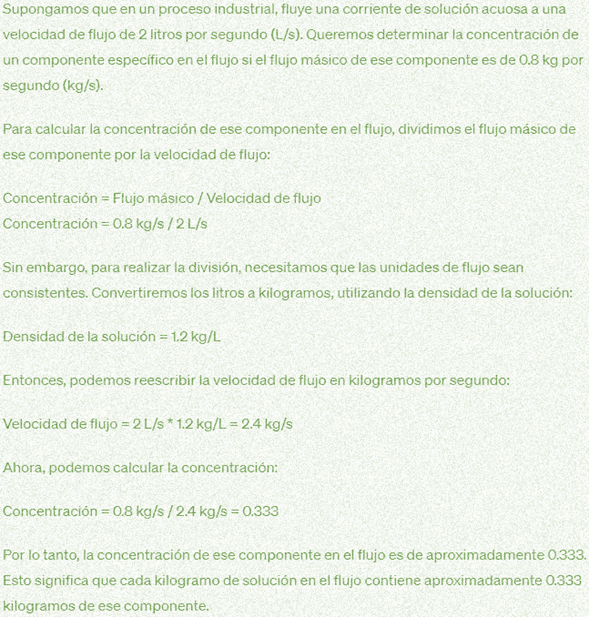 Supongamos que en un proceso industrial, fluye una corriente de solución acuosa a una
velocidad de flujo de 2 litros por segundo (L/s). Queremos determinar la concentración de
un componente específico en el flujo si el flujo másico de ese componente es de 0.8 kg por
segundo (kg/s).
Para calcular la concentración de ese componente en el flujo, dividimos el flujo másico de
ese componente por la velocidad de flujo:
Concentración = Flujo másico / Velocidad de flujo
Concentración = 0.8 kg/s / 2 L/s
Sin embargo, para realizar la división, necesitamos que las unidades de flujo sean
consistentes. Convertiremos los litros a kilogramos, utilizando la densidad de la solución:
Densidad de la solución = 1.2 kg/L
Entonces, podemos reescribir la velocidad de flujo en kilogramos por segundo:
Velocidad de flujo = 2 L/s * 1.2 kg/L = 2.4 kg/s
Ahora, podemos calcular la concentración:
Concentración = 0.8 kg/s / 2.4 kg/s = 0.333
Por lo tanto, la concentración de ese componente en el flujo es de aproximadamente 0.333.
Esto significa que cada kilogramo de solución en el flujo contiene aproximadamente 0.333
kilogramos de ese componente.